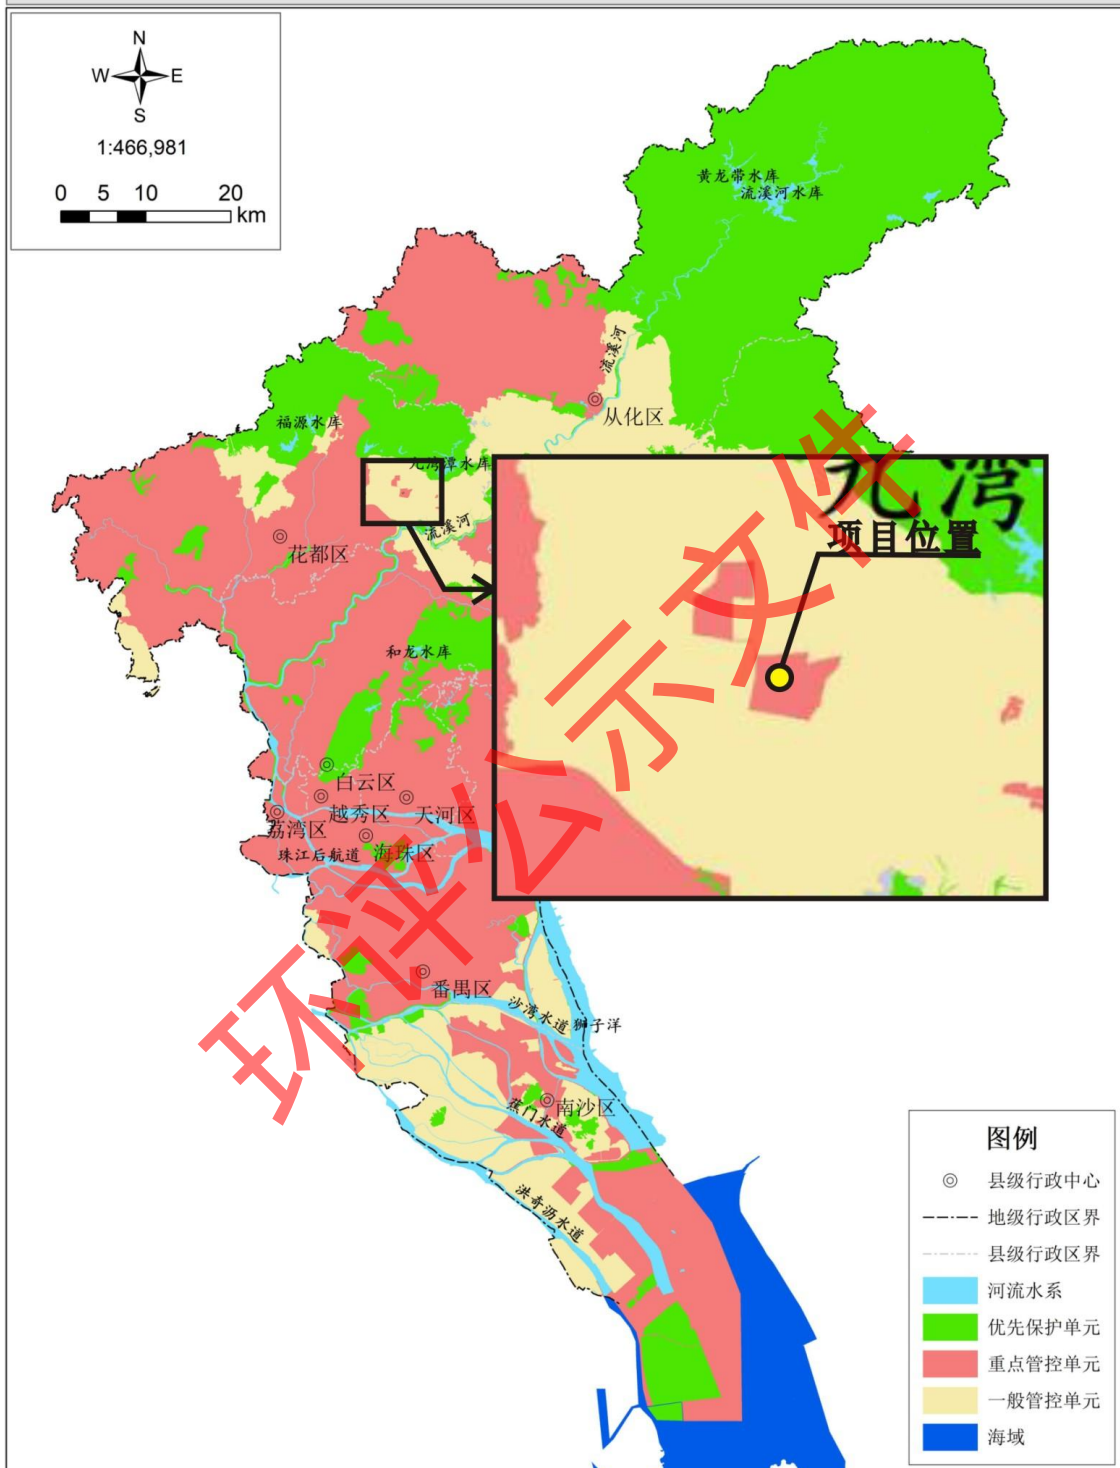 N
W E
S
1:466,981
0 5 10 20
km
黄龙带水库
流溪河水库
流溪河
从化区
福源水库
九湾潭水库
九湾
项目位置
流溪河
花都区
和龙水库
白云区
越秀区
天河区
荔湾区
海珠区
珠江后航道
番禺区
沙湾水道
狮子洋
南沙区
蕉门水道
洪奇沥水道
环评公示文件
图例
县级行政中心
地级行政区界
县级行政区界
河流水系
优先保护单元
重点管控单元
一般管控单元
海域